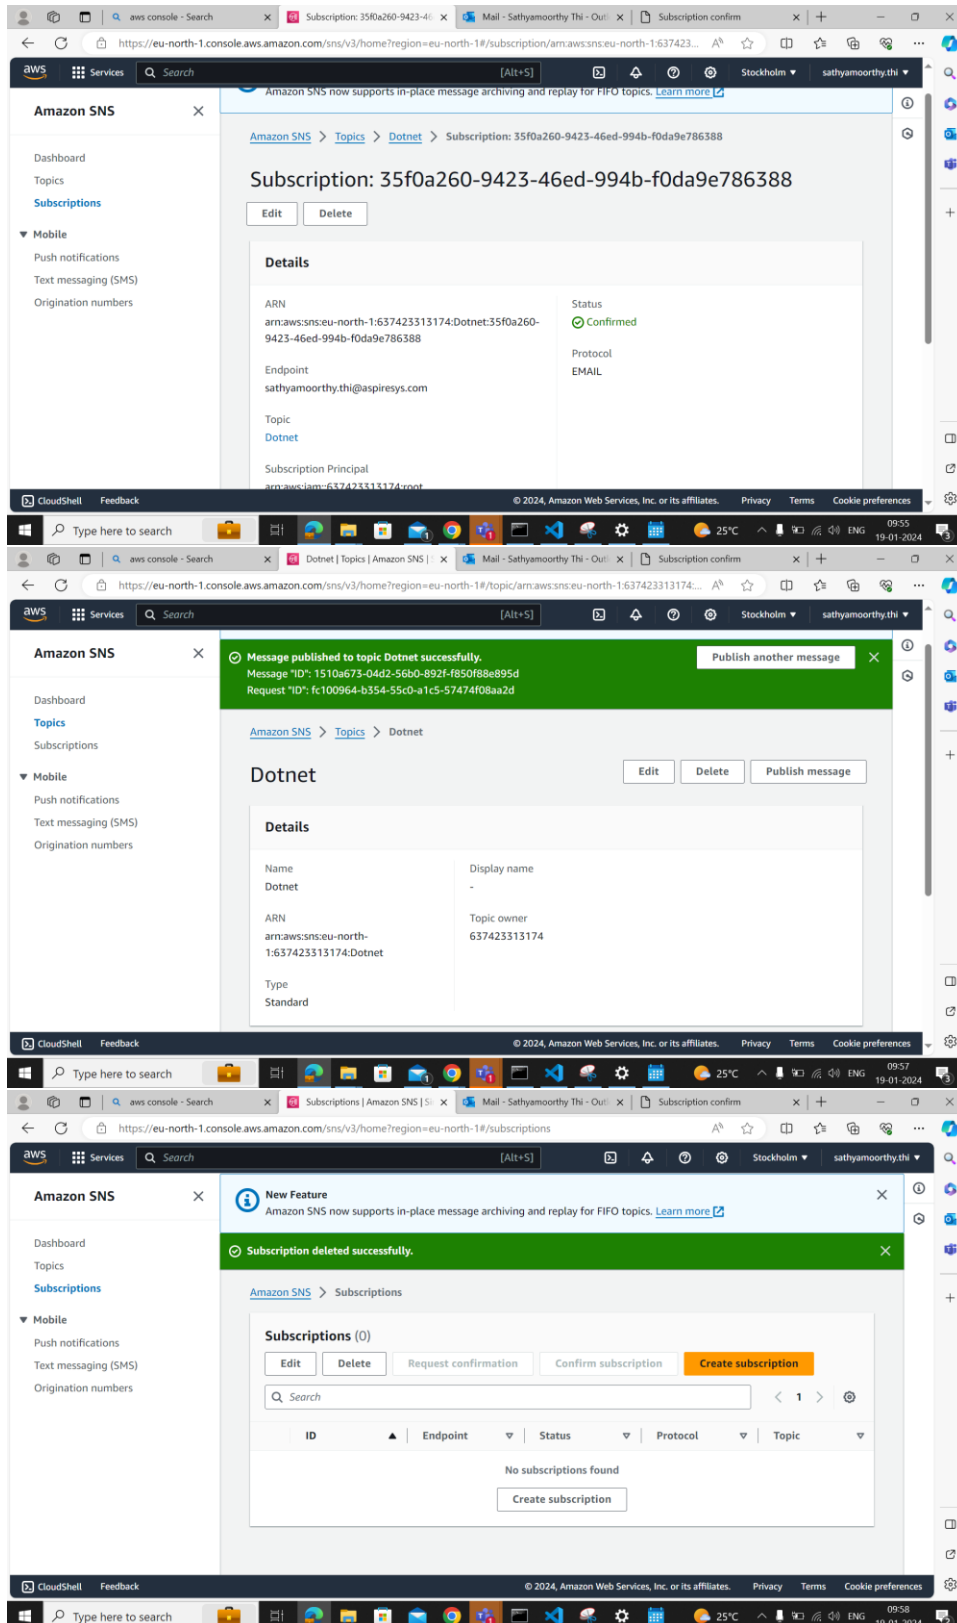 aws console - Search
Subscription: 35f0a260-9423-46
Mail - Sathyamoorthy Thi - Out
Subscription confirm
https://eu-north-1.console.aws.amazon.com/sns/v3/home?region=eu-north-1#/subscription/arn:aws:sns:eu-north-1:637423...
aws
Services
Search
[Alt+S]
Stockholm
sathyamoorthy.thi
Amazon SNS
Dashboard
Topics
Subscriptions
Mobile
Push notifications
Text messaging (SMS)
Origination numbers
Amazon SNS now supports in-place message archiving and replay for FIFO topics. Learn more
Amazon SNS > Topics > Dotnet > Subscription: 35f0a260-9423-46ed-994b-f0da9e786388
Subscription: 35f0a260-9423-46ed-994b-f0da9e786388
Edit
Delete
Details
ARN
arn:aws:sns:eu-north-1:637423313174:Dotnet:35f0a260-
9423-46ed-994b-f0da9e786388
Endpoint
sathyamoorthy.thi@aspiresys.com
Topic
Dotnet
Subscription Principal
arn:aws:iam::637423313174:root
Status
Confirmed
Protocol
EMAIL
CloudShell
Feedback
© 2024, Amazon Web Services, Inc. or its affiliates.
Privacy
Terms
Cookie preferences
Type here to search
25°C
ENG
09:55
19-01-2024
3
aws console - Search
Dotnet | Topics | Amazon SNS |
Mail - Sathyamoorthy Thi - Out
Subscription confirm
https://eu-north-1.console.aws.amazon.com/sns/v3/home?region=eu-north-1#/topic/arn:aws:sns:eu-north-1:637423313174:...
aws
Services
Search
[Alt+S]
Stockholm
sathyamoorthy.thi
Amazon SNS
Dashboard
Topics
Subscriptions
Mobile
Push notifications
Text messaging (SMS)
Origination numbers
Message published to topic Dotnet successfully.
Message "ID": 1510a673-04d2-56b0-892f-f850f88e895d
Request "ID": fc100964-b354-55c0-a1c5-57474f08aa2d
Publish another message
Amazon SNS > Topics > Dotnet
Dotnet
Edit
Delete
Publish message
Details
Name
Dotnet
ARN
arn:aws:sns:eu-north-
1:637423313174:Dotnet
Type
Standard
Display name
-
Topic owner
637423313174
CloudShell
Feedback
© 2024, Amazon Web Services, Inc. or its affiliates.
Privacy
Terms
Cookie preferences
Type here to search
25°C
ENG
09:57
19-01-2024
3
aws console - Search
Subscriptions | Amazon SNS | S
Mail - Sathyamoorthy Thi - Out
Subscription confirm
https://eu-north-1.console.aws.amazon.com/sns/v3/home?region=eu-north-1#/subscriptions
aws
Services
Search
[Alt+S]
Stockholm
sathyamoorthy.thi
Amazon SNS
Dashboard
Topics
Subscriptions
Mobile
Push notifications
Text messaging (SMS)
Origination numbers
New Feature
Amazon SNS now supports in-place message archiving and replay for FIFO topics. Learn more
Subscription deleted successfully.
Amazon SNS > Subscriptions
Subscriptions (0)
Edit
Delete
Request confirmation
Confirm subscription
Create subscription
Search
1
ID
Endpoint
Status
Protocol
Topic
No subscriptions found
Create subscription
CloudShell
Feedback
© 2024, Amazon Web Services, Inc. or its affiliates.
Privacy
Terms
Cookie preferences
Type here to search
25°C
ENG
09:58